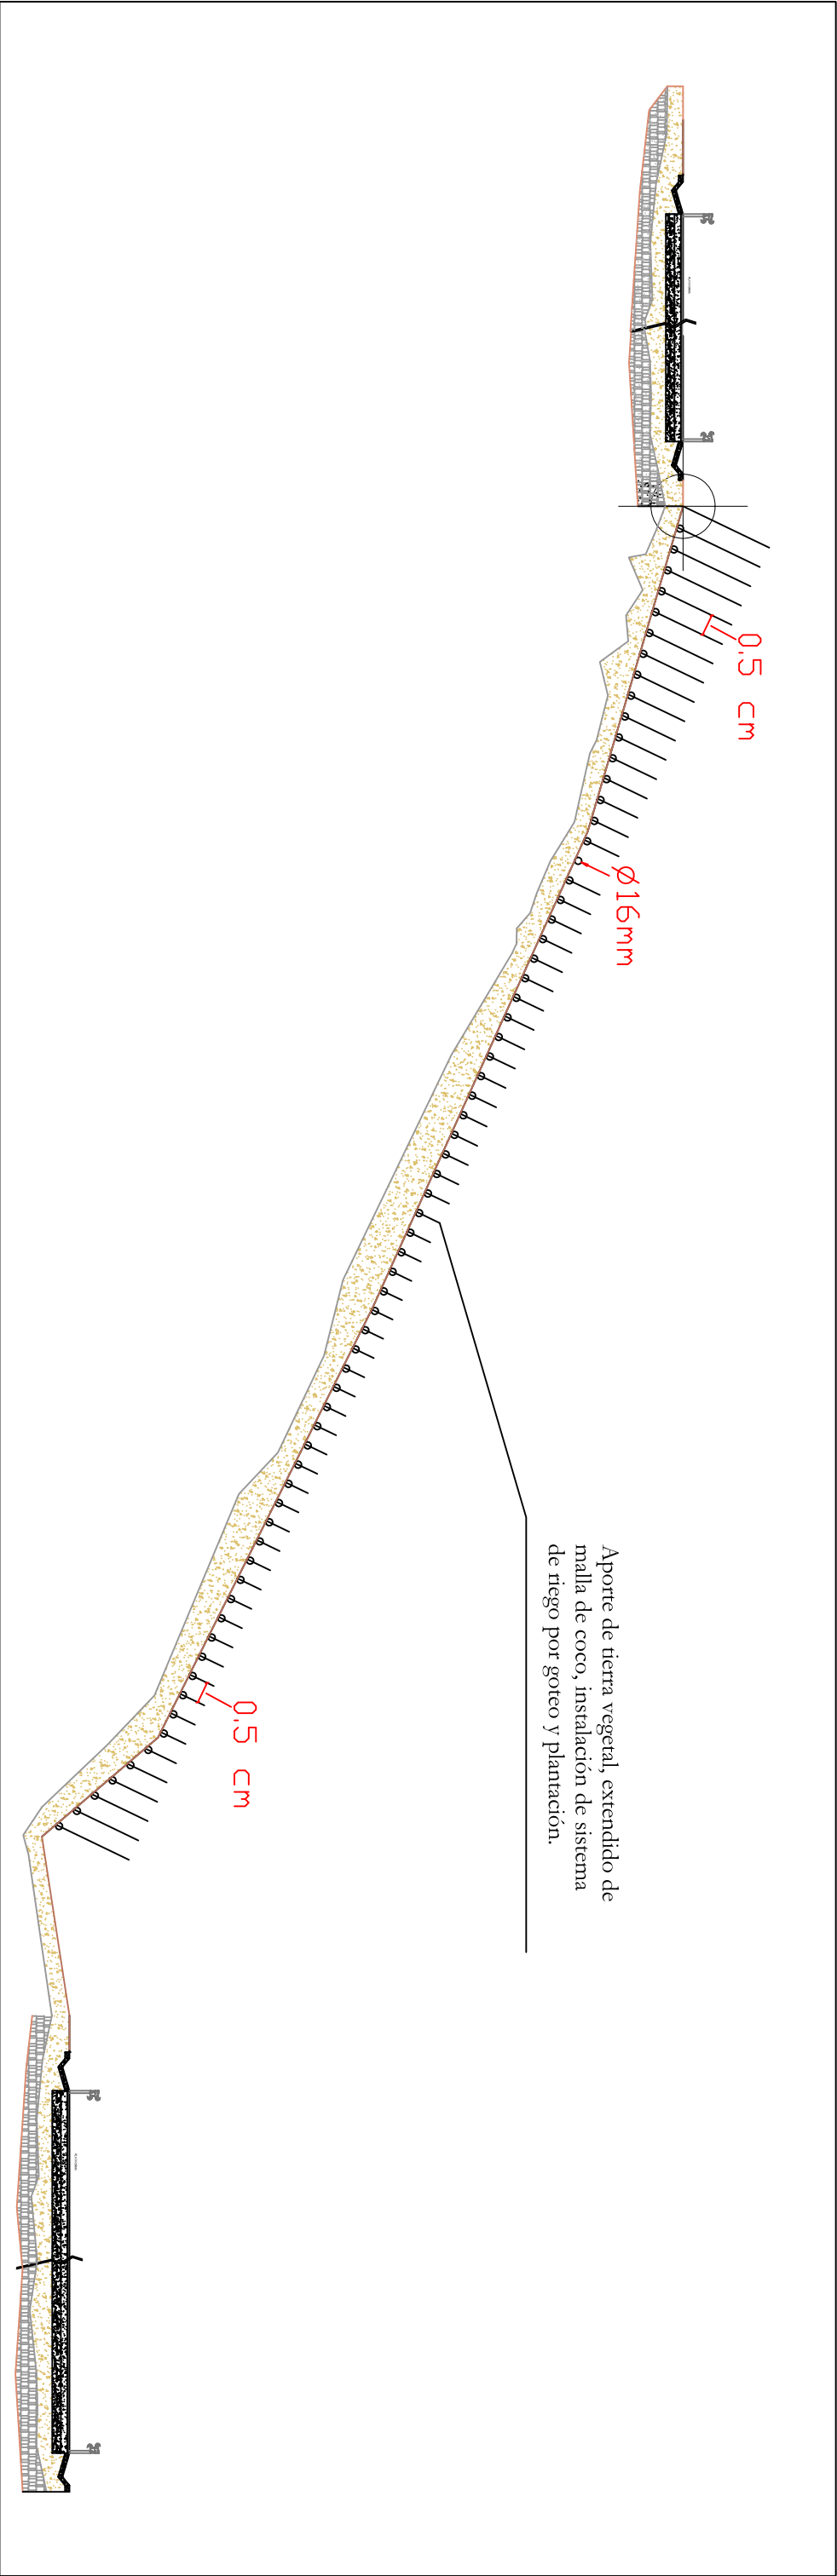 0.5 cm
Ø16mm
Aporte de tierra vegetal, extendido de
malla de coco, instalación de sistema
de riego por goteo y plantación.
0.5 cm